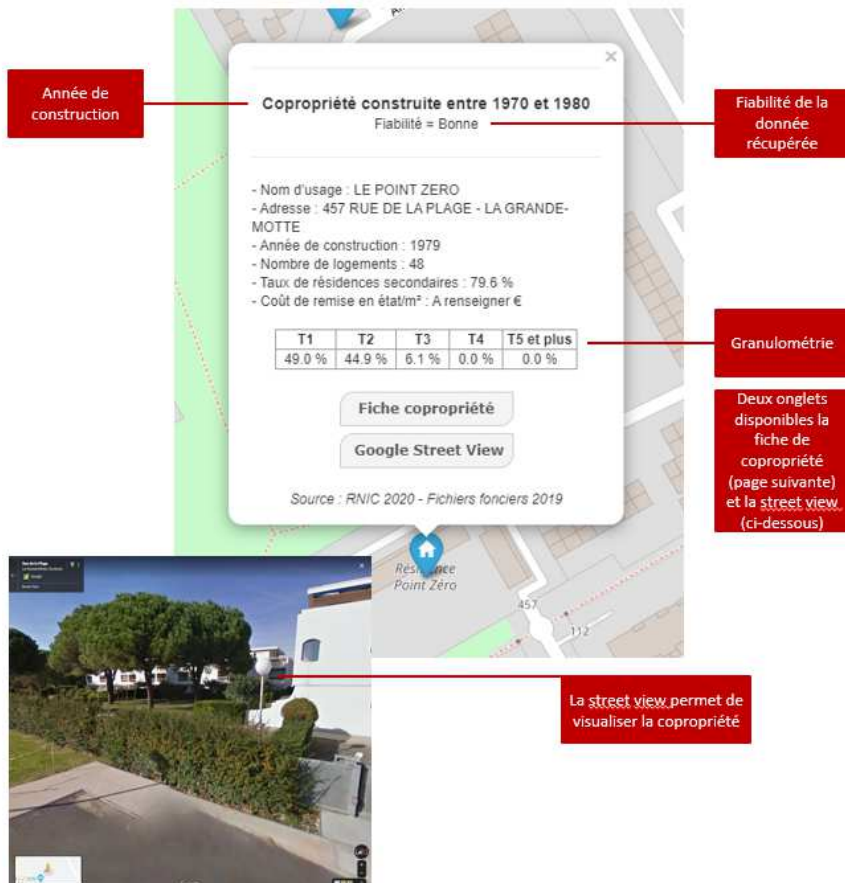 Année de
construction
Copropriété construite entre 1970 et 1980
Fiabilité = Bonne
Fiabilité de la
donnée
récupérée
- Nom d'usage : LE POINT ZERO
- Adresse : 457 RUE DE LA PLAGE - LA GRANDE-
MOTTE
- Année de construction : 1979
- Nombre de logements : 48
- Taux de résidences secondaires : 79.6 %
- Coût de remise en état/m² : A renseigner €
T1 T2 T3 T4 T5 et plus
49.0 % 44.9 % 6.1 % 0.0 % 0.0 %
Granulométrie
Fiche copropriété
Google Street View
Deux onglets
disponibles la
fiche de
copropriété
(page suivante)
et la street view
(ci-dessous)
Source : RNIC 2020 - Fichiers fonciers 2019
Résidence
Point Zéro
457
112
La street view permet de
visualiser la copropriété